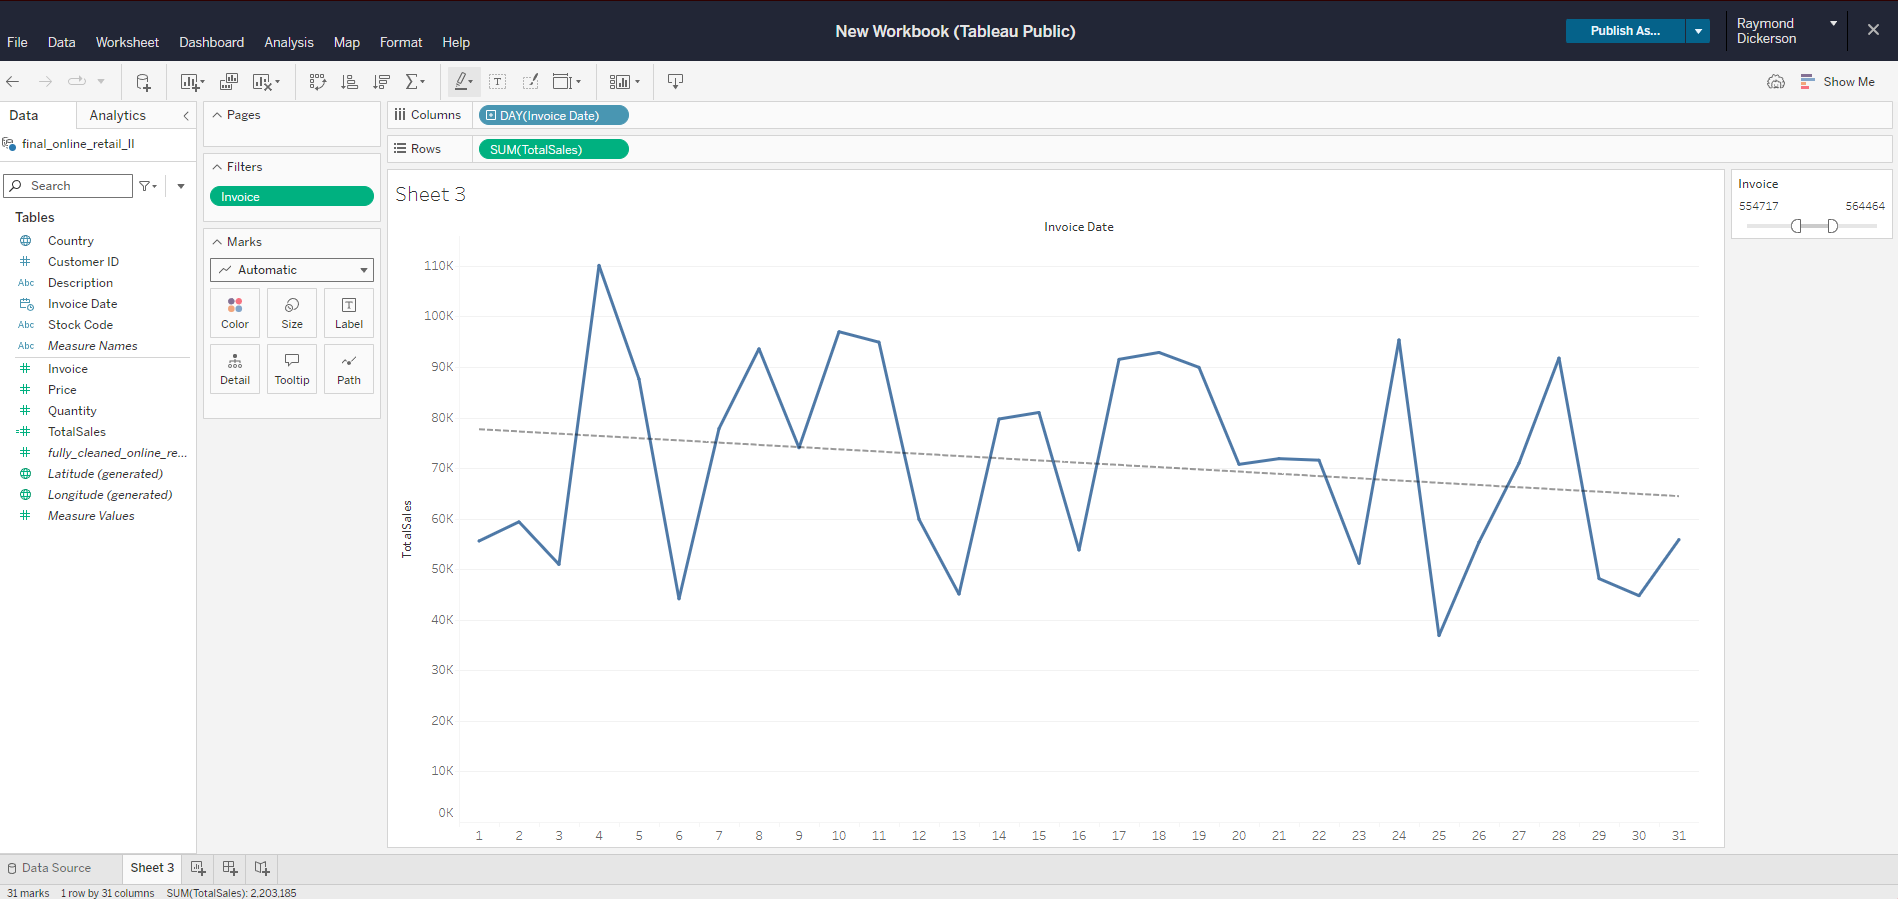 New Workbook (Tableau Public)
Publish As...
Raymond
Dickerson
File Data Worksheet Dashboard Analysis Map Format Help
Show Me
Data Analytics
final_online_retail_II
Search
Tables
Country
Customer ID
Abc Description
Invoice Date
Abc Stock Code
Abc Measure Names
Invoice
Price
Quantity
TotalSales
fully_cleaned_online_re...
Latitude (generated)
Longitude (generated)
Measure Values
Pages
Filters
Invoice
Marks
Automatic
Color Size Label
Detail Tooltip Path
Columns DAY(Invoice Date)
Rows SUM(TotalSales)
Sheet 3
Invoice Date
TotalSales
110K
100K
90K
80K
70K
60K
50K
40K
30K
20K
10K
0K
1 2 3 4 5 6 7 8 9 10 11 12 13 14 15 16 17 18 19 20 21 22 23 24 25 26 27 28 29 30 31
Invoice
554717 564464
Data Source Sheet 3
31 marks 1 row by 31 columns SUM(TotalSales): 2,203,185